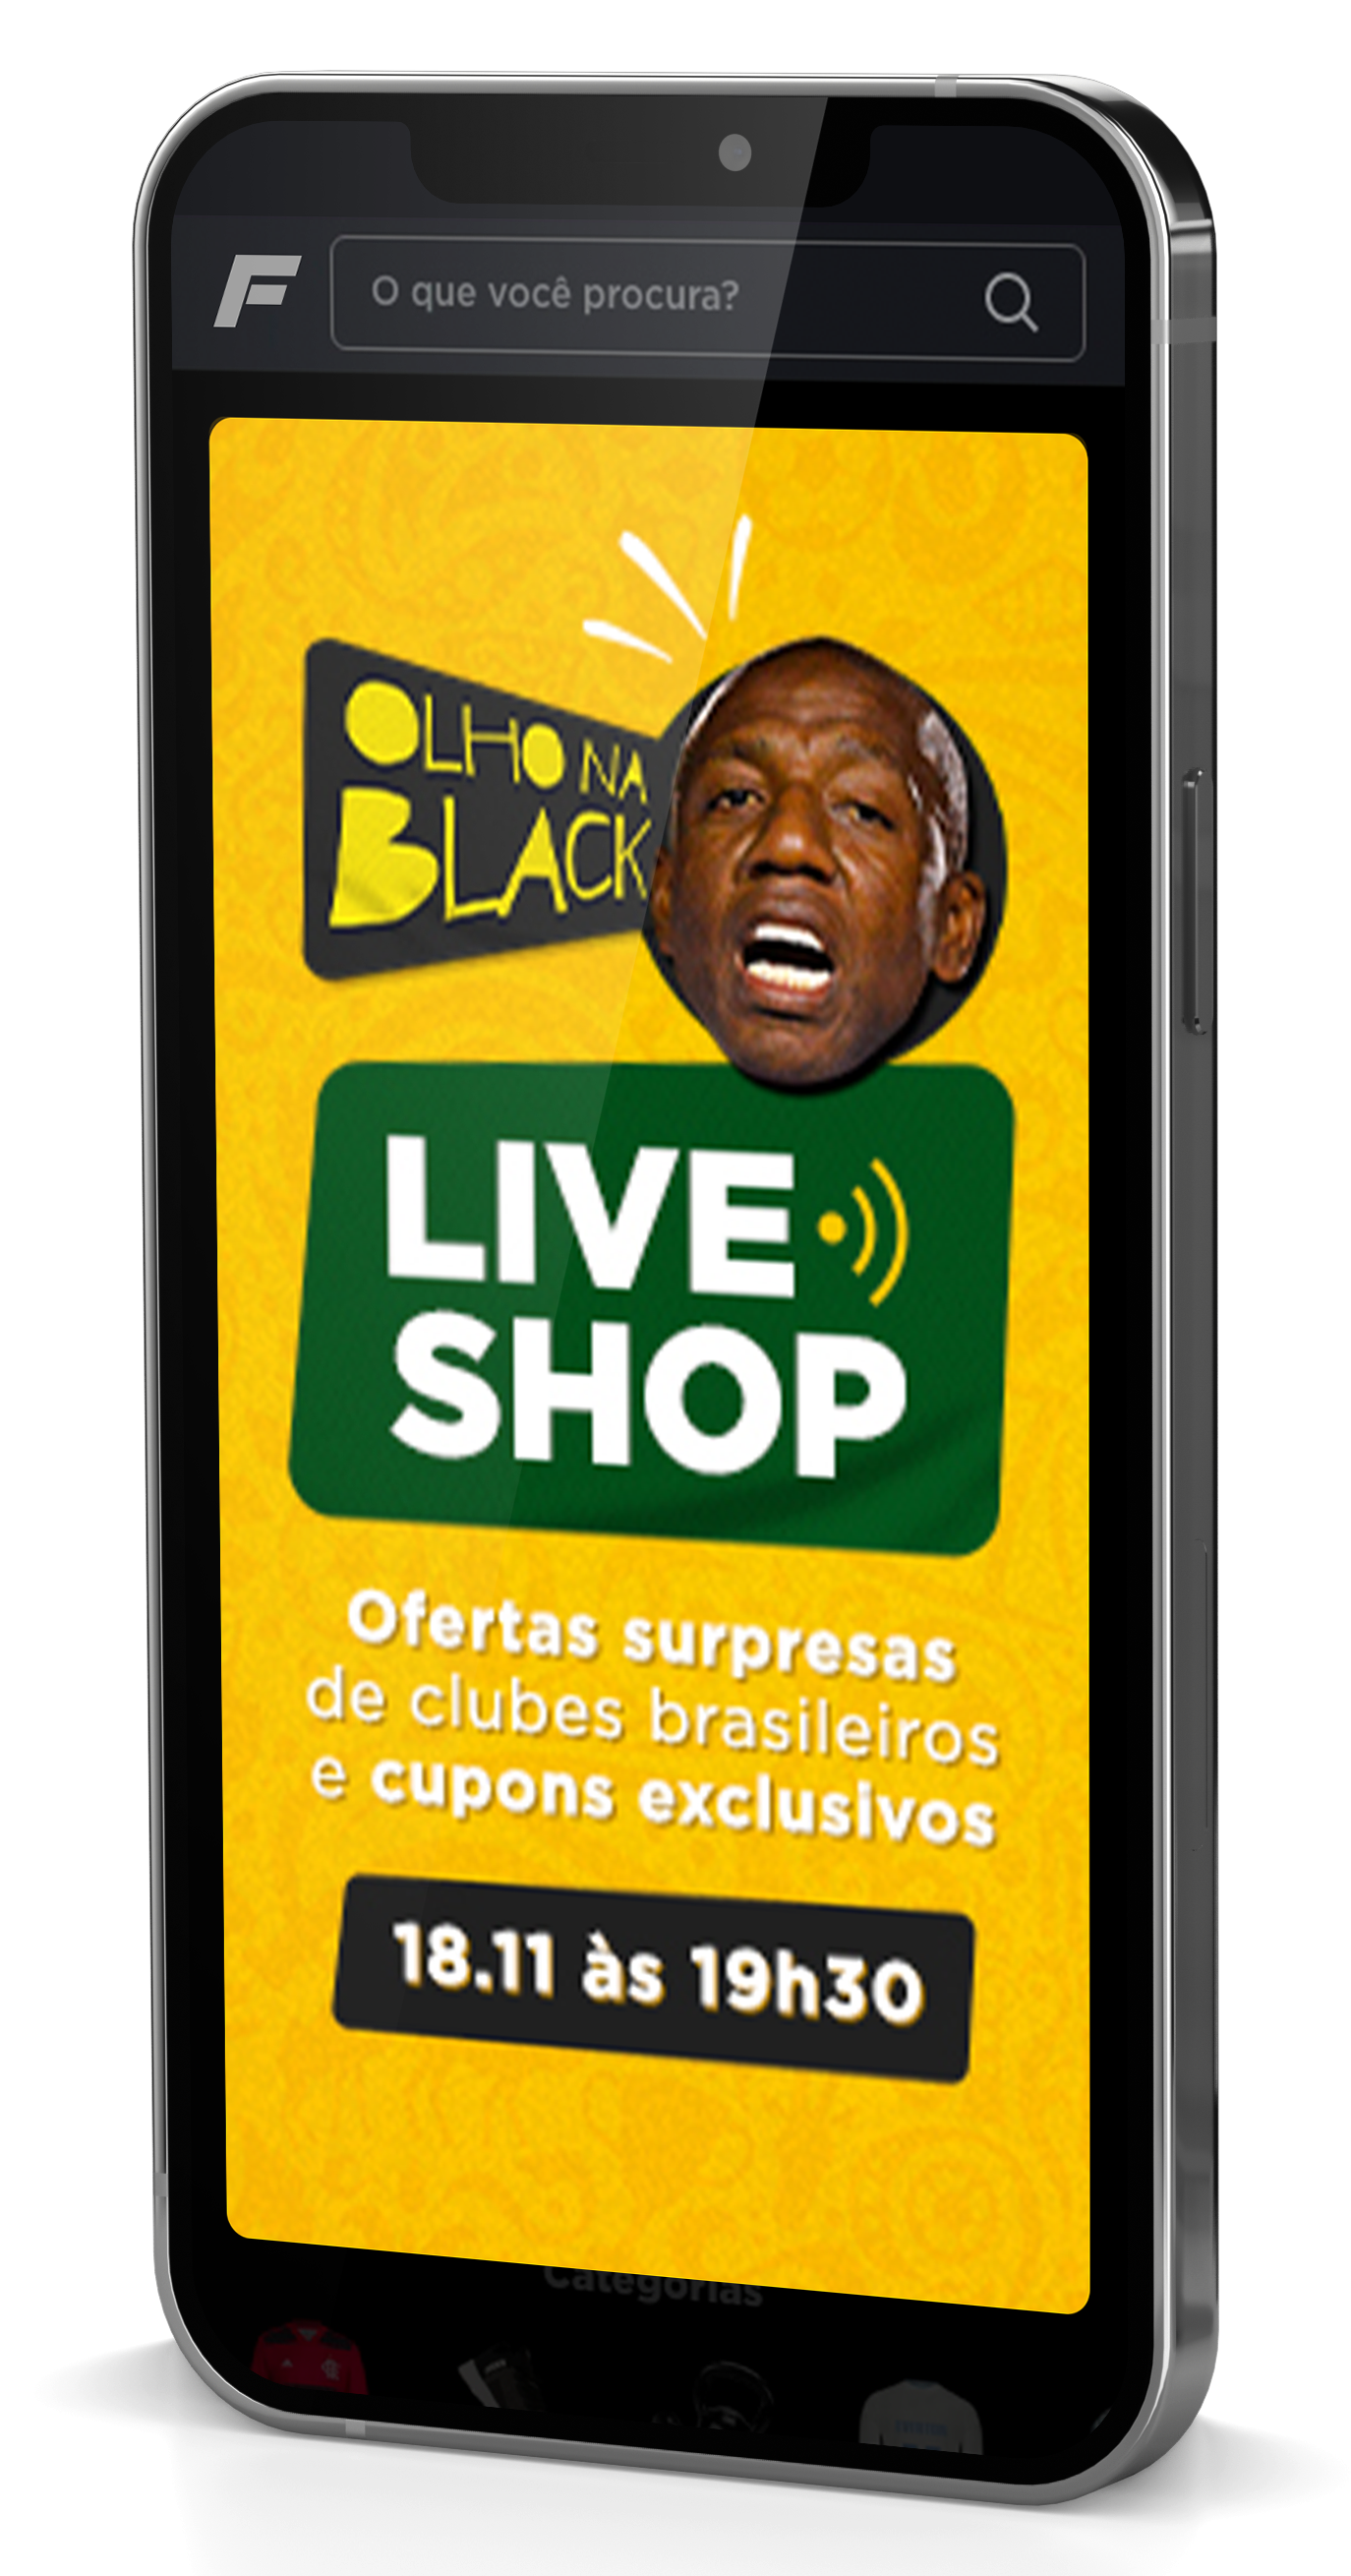 F
O que você procura?
OLHO NA
BLACK
LIVE
SHOP
Ofertas surpresas
de clubes brasileiros
e cupons exclusivos
18.11 às 19h30
Categorias